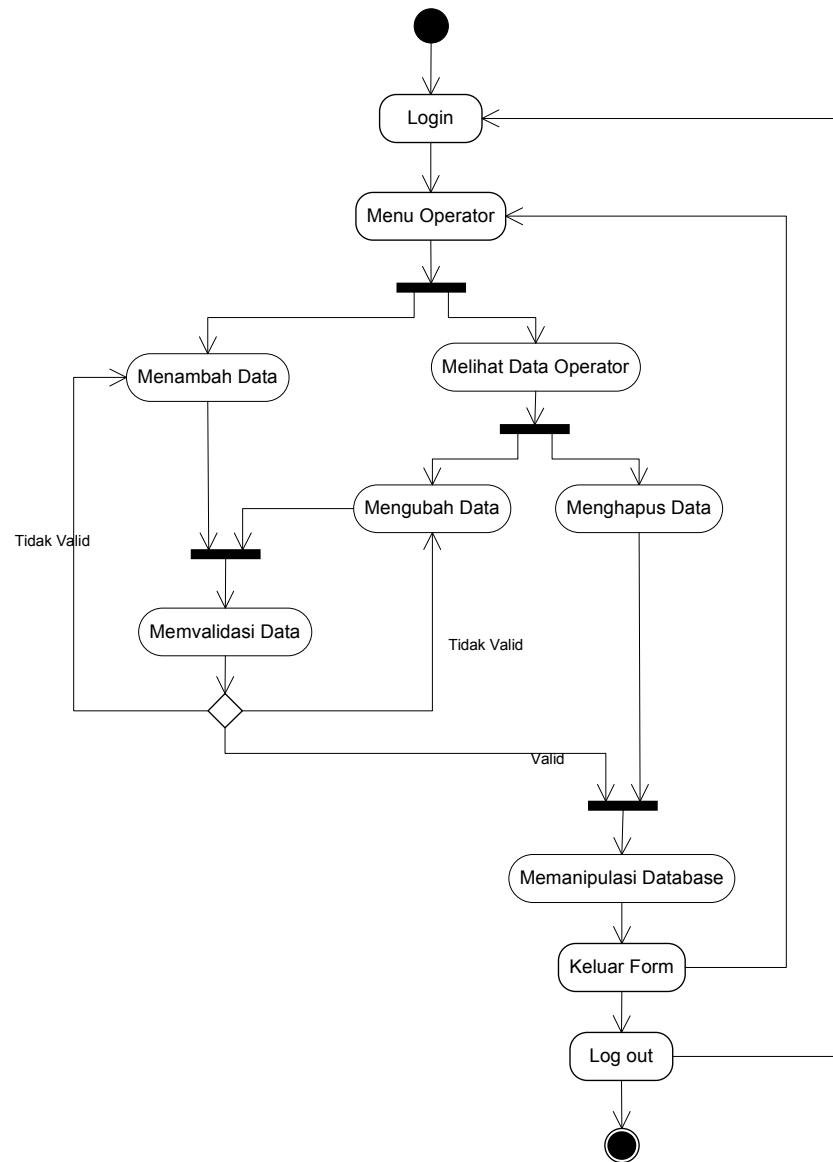 Login
Menu Operator
Menambah Data
Melihat Data Operator
Mengubah Data
Menghapus Data
Tidak Valid
Memvalidasi Data
Tidak Valid
Valid
Memanipulasi Database
Keluar Form
Log out